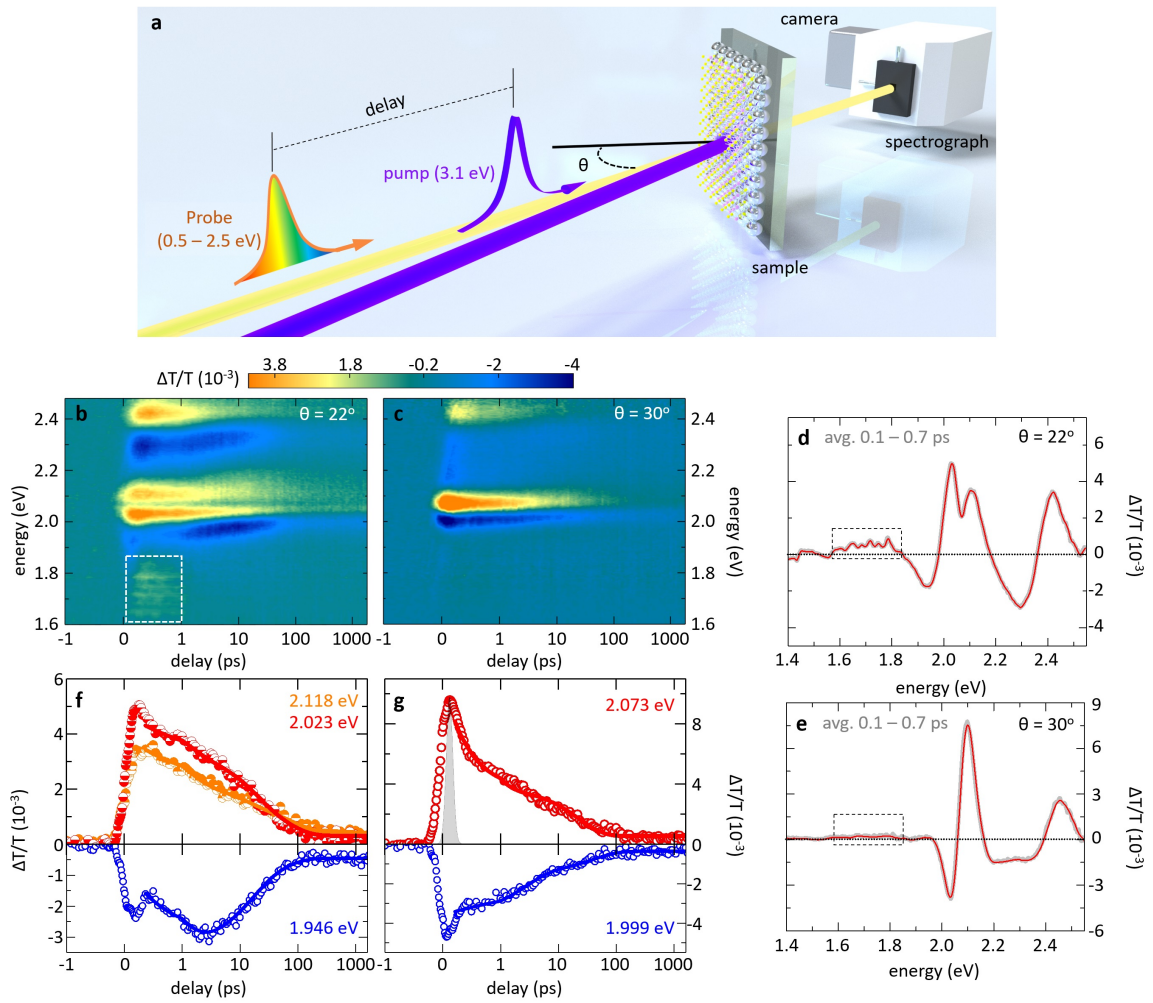 a
camera
delay
spectrograph
pump (3.1 eV)
θ
Probe
(0.5 – 2.5 eV)
sample
ΔT/T (10⁻³)
3.8 1.8 -0.2 -2 -4
b θ = 22°
2.4
2.2
2.0
1.8
1.6
energy (eV)
-1 0 1 10 100 1000
delay (ps)
c θ = 30°
2.4
2.2
2.0
1.8
1.6
energy (eV)
-1 0 1 10 100 1000
delay (ps)
d avg. 0.1 – 0.7 ps θ = 22°
6
4
2
0
-2
-4
ΔT/T (10⁻³)
1.4 1.6 1.8 2.0 2.2 2.4
energy (eV)
f
2.118 eV
2.023 eV
6
4
2
0
-1
-2
-3
ΔT/T (10⁻³)
1.946 eV
-1 0 1 10 100 1000
delay (ps)
g
2.073 eV
8
4
0
-2
-4
ΔT/T (10⁻³)
1.999 eV
-1 0 1 10 100 1000
delay (ps)
e avg. 0.1 – 0.7 ps θ = 30°
9
6
3
0
-3
-6
ΔT/T (10⁻³)
1.4 1.6 1.8 2.0 2.2 2.4
energy (eV)